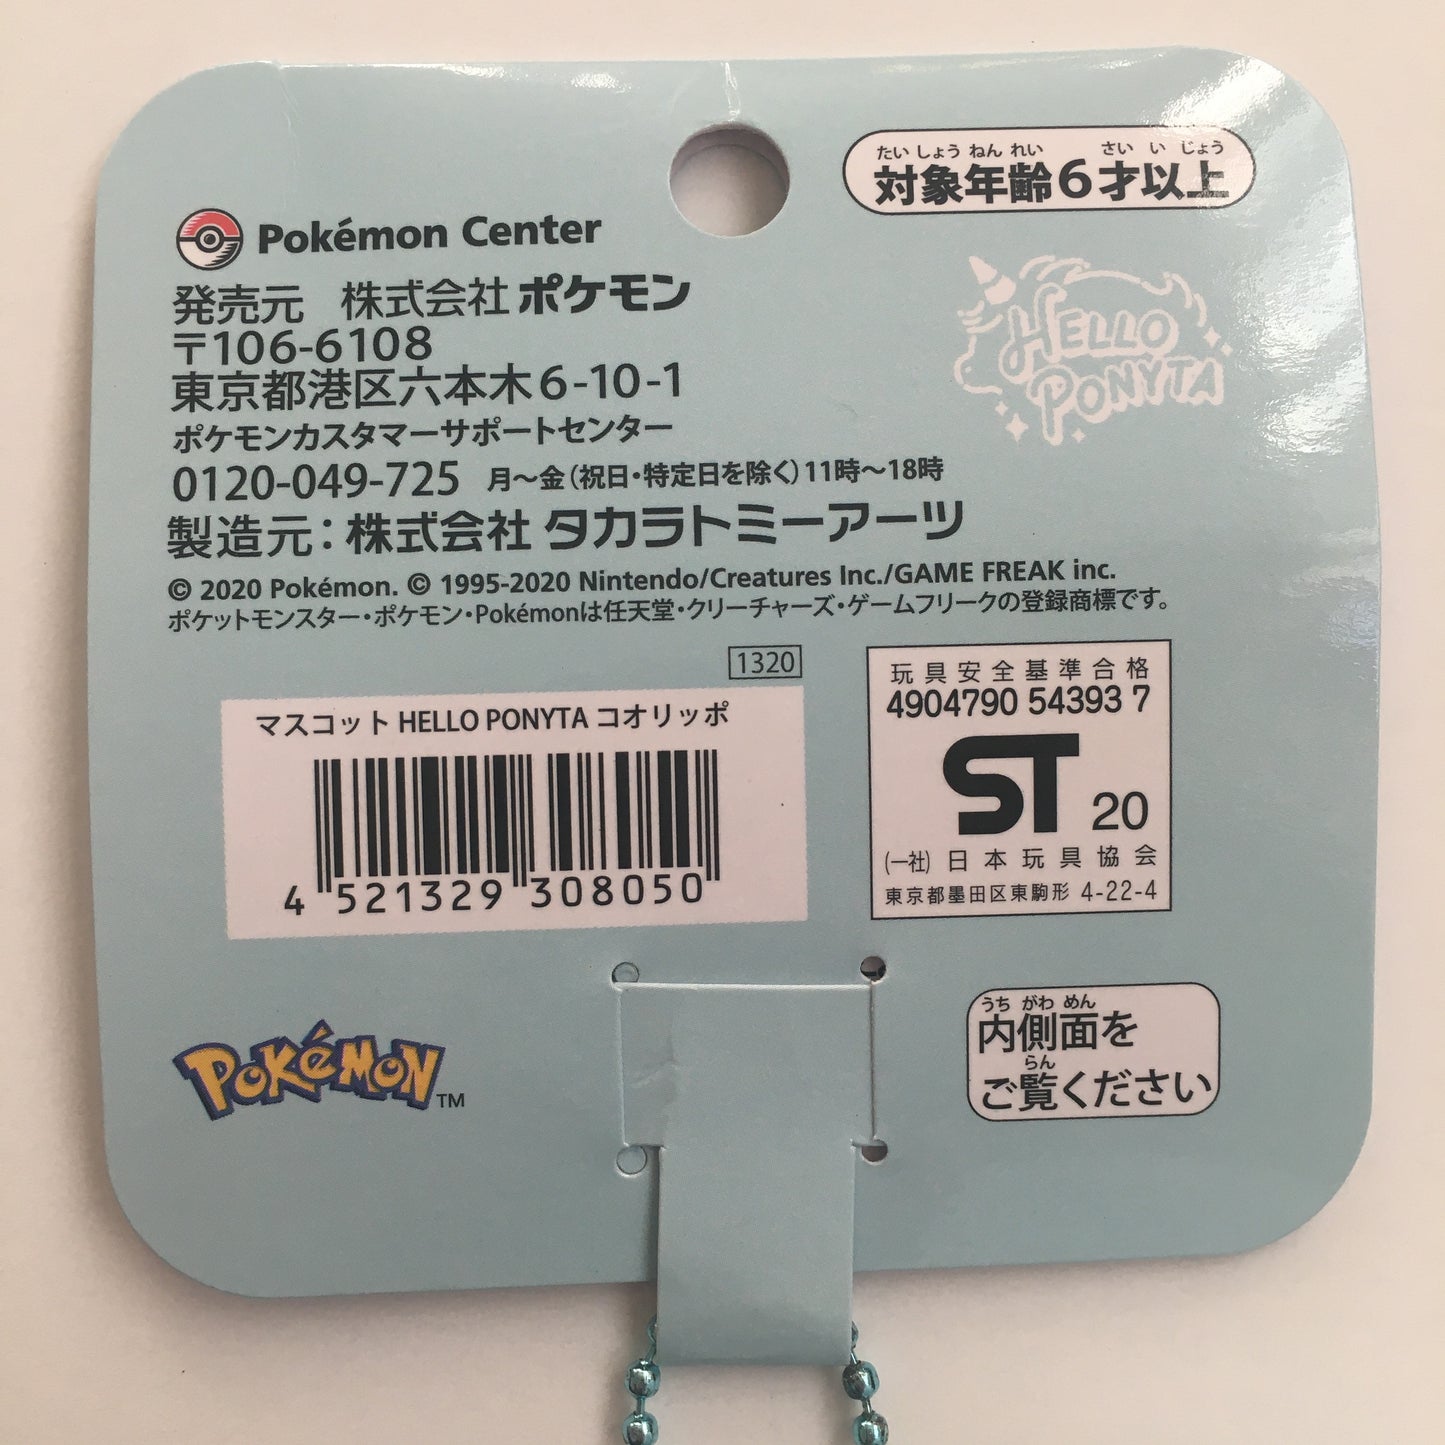 たい しょう ねん れい さい い じょう
対象年齢6才以上
Pokémon Center
発売元 株式会社ポケモン
〒106-6108
東京都港区六本木6-10-1
ポケモンカスタマーサポートセンター
0120-049-725 月～金(祝日・特定日を除く)11時～18時
製造元：株式会社 タカラトミーアーツ
HELLO
PONYTA
© 2020 Pokémon. © 1995-2020 Nintendo/Creatures Inc./GAME FREAK inc.
ポケットモンスター・ポケモン・Pokémonは任天堂・クリーチャーズ・ゲームフリークの登録商標です。
1320
マスコット HELLO PONYTA コオリッポ
4 521329 308050
玩具安全基準合格
4904790 54393 7
ST 20
(一社) 日本玩具協会
東京都墨田区東駒形 4-22-4
POKéMON™
うち がわ めん
内側面を
らん
ご覧ください